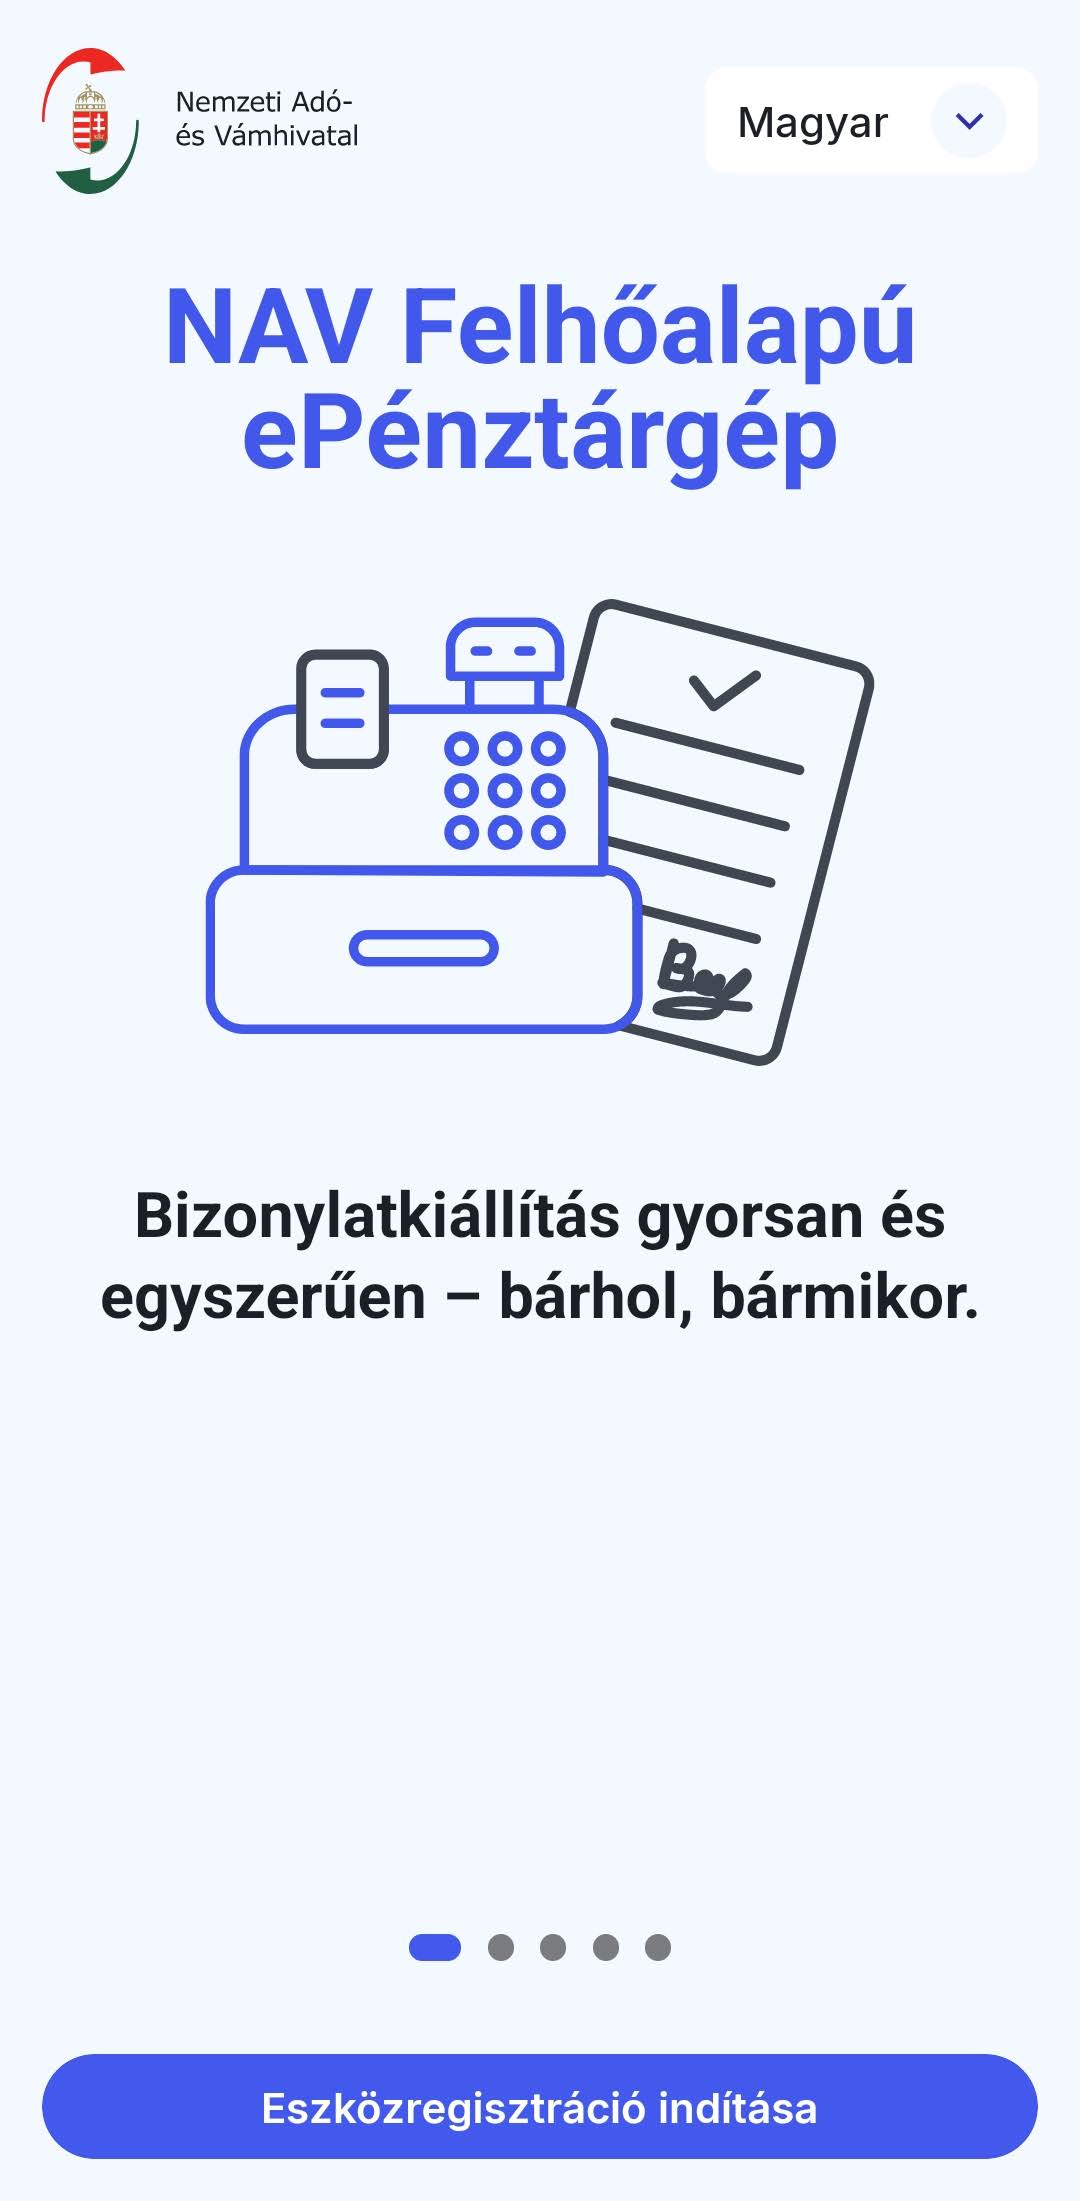 Nemzeti Adó-
és Vámhivatal
Magyar
NAV Felhőalapú
ePénztárgép
Bizonylatkiállítás gyorsan és
egyszerűen – bárhol, bármikor.
Eszközregisztráció indítása